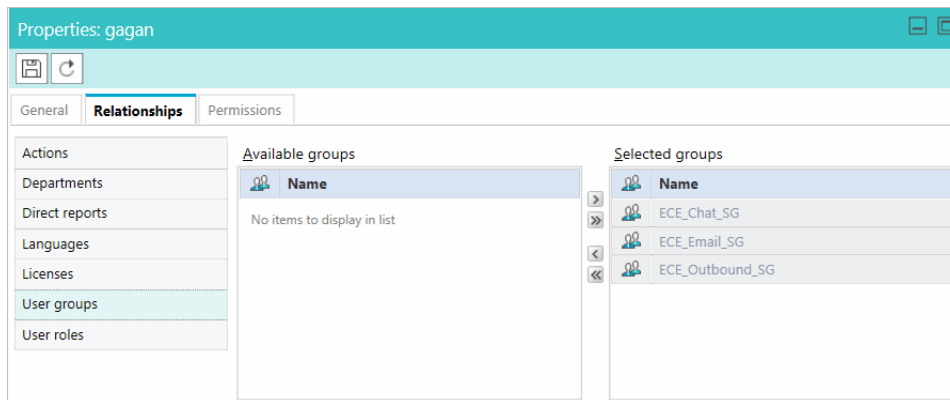 Properties: gagan
General Relationships Permissions
Actions
Departments
Direct reports
Languages
Licenses
User groups
User roles
Available groups
Name
No items to display in list
Selected groups
Name
ECE_Chat_SG
ECE_Email_SG
ECE_Outbound_SG